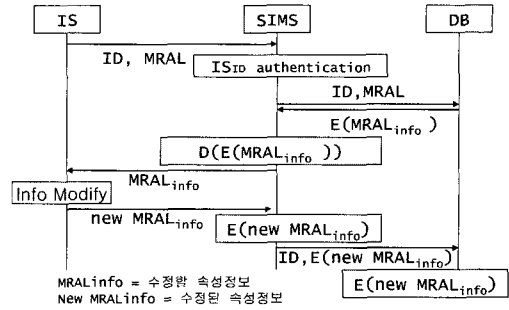 IS SIMS DB
ID, MRAL
ISID authentication
ID,MRAL
E(MRALinfo )
D(E(MRALinfo ))
MRALinfo
Info Modify
new MRALinfo
E(new MRALinfo)
ID,E(new MRALinfo)
E(new MRALinfo)
MRALinfo = 수정할 속성정보
New MRALinfo = 수정된 속성정보